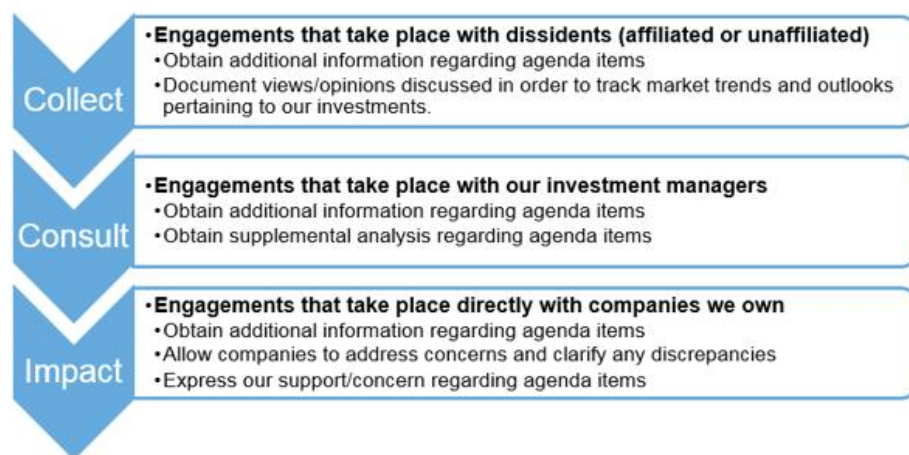 Collect
•Engagements that take place with dissidents (affiliated or unaffiliated)
•Obtain additional information regarding agenda items
•Document views/opinions discussed in order to track market trends and outlooks
pertaining to our investments.
Consult
•Engagements that take place with our investment managers
•Obtain additional information regarding agenda items
•Obtain supplemental analysis regarding agenda items
Impact
•Engagements that take place directly with companies we own
•Obtain additional information regarding agenda items
•Allow companies to address concerns and clarify any discrepancies
•Express our support/concern regarding agenda items